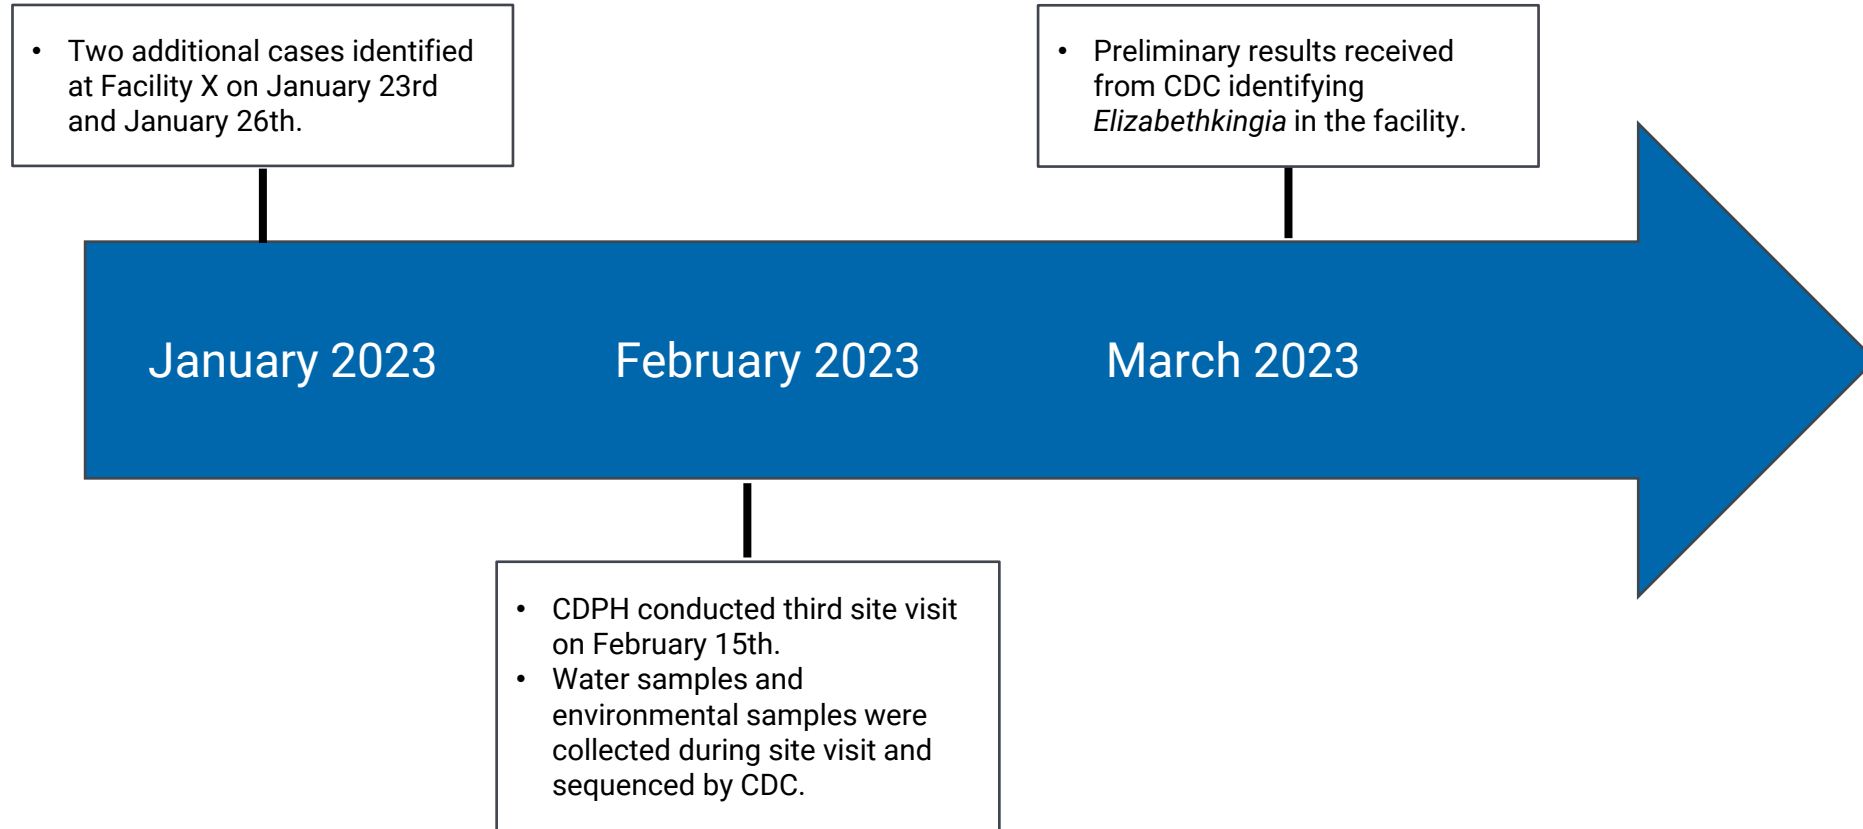 • Two additional cases identified
at Facility X on January 23rd
and January 26th.
• Preliminary results received
from CDC identifying
Elizabethkingia in the facility.
January 2023
February 2023
March 2023
• CDPH conducted third site visit
on February 15th.
• Water samples and
environmental samples were
collected during site visit and
sequenced by CDC.